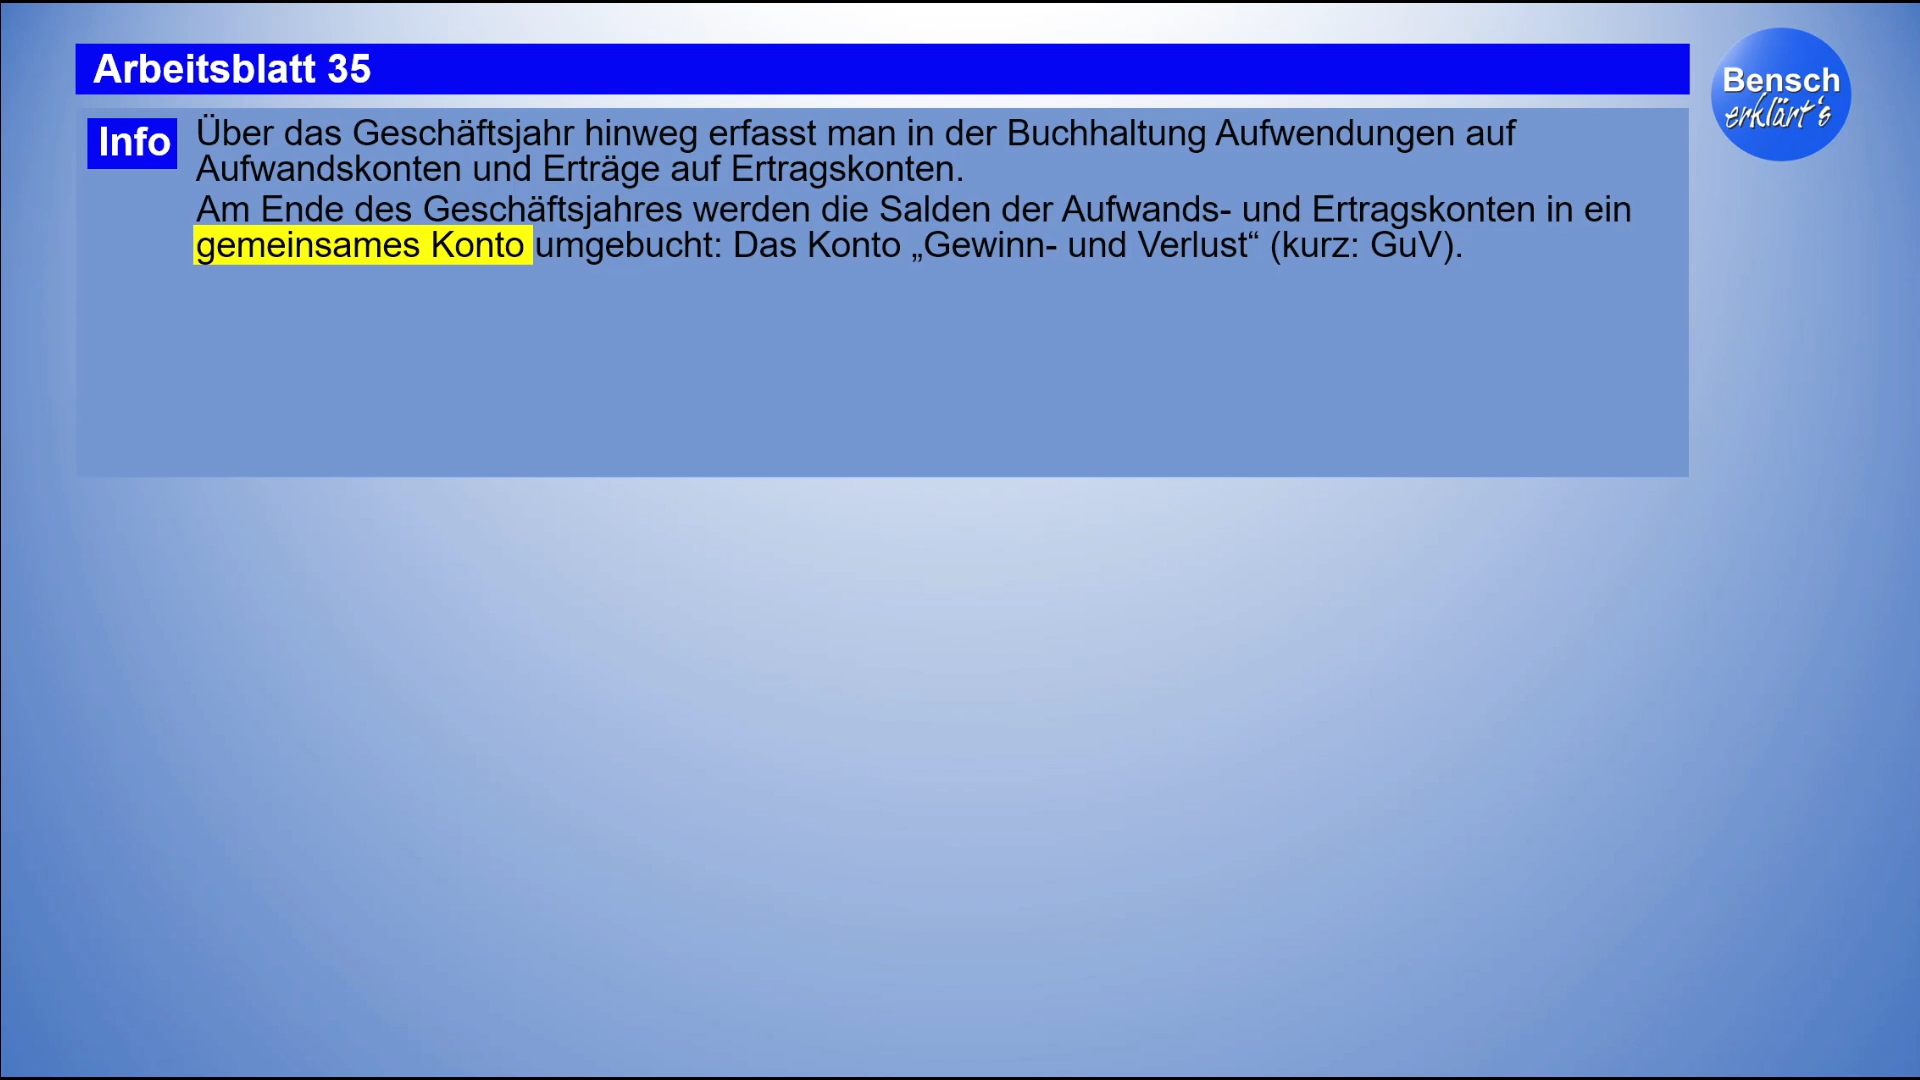 Arbeitsblatt 35
Bensch
erklärt's
Info
Über das Geschäftsjahr hinweg erfasst man in der Buchhaltung Aufwendungen auf
Aufwandskonten und Erträge auf Ertragskonten.
Am Ende des Geschäftsjahres werden die Salden der Aufwands- und Ertragskonten in ein
gemeinsames Konto umgebucht: Das Konto „Gewinn- und Verlust“ (kurz: GuV).